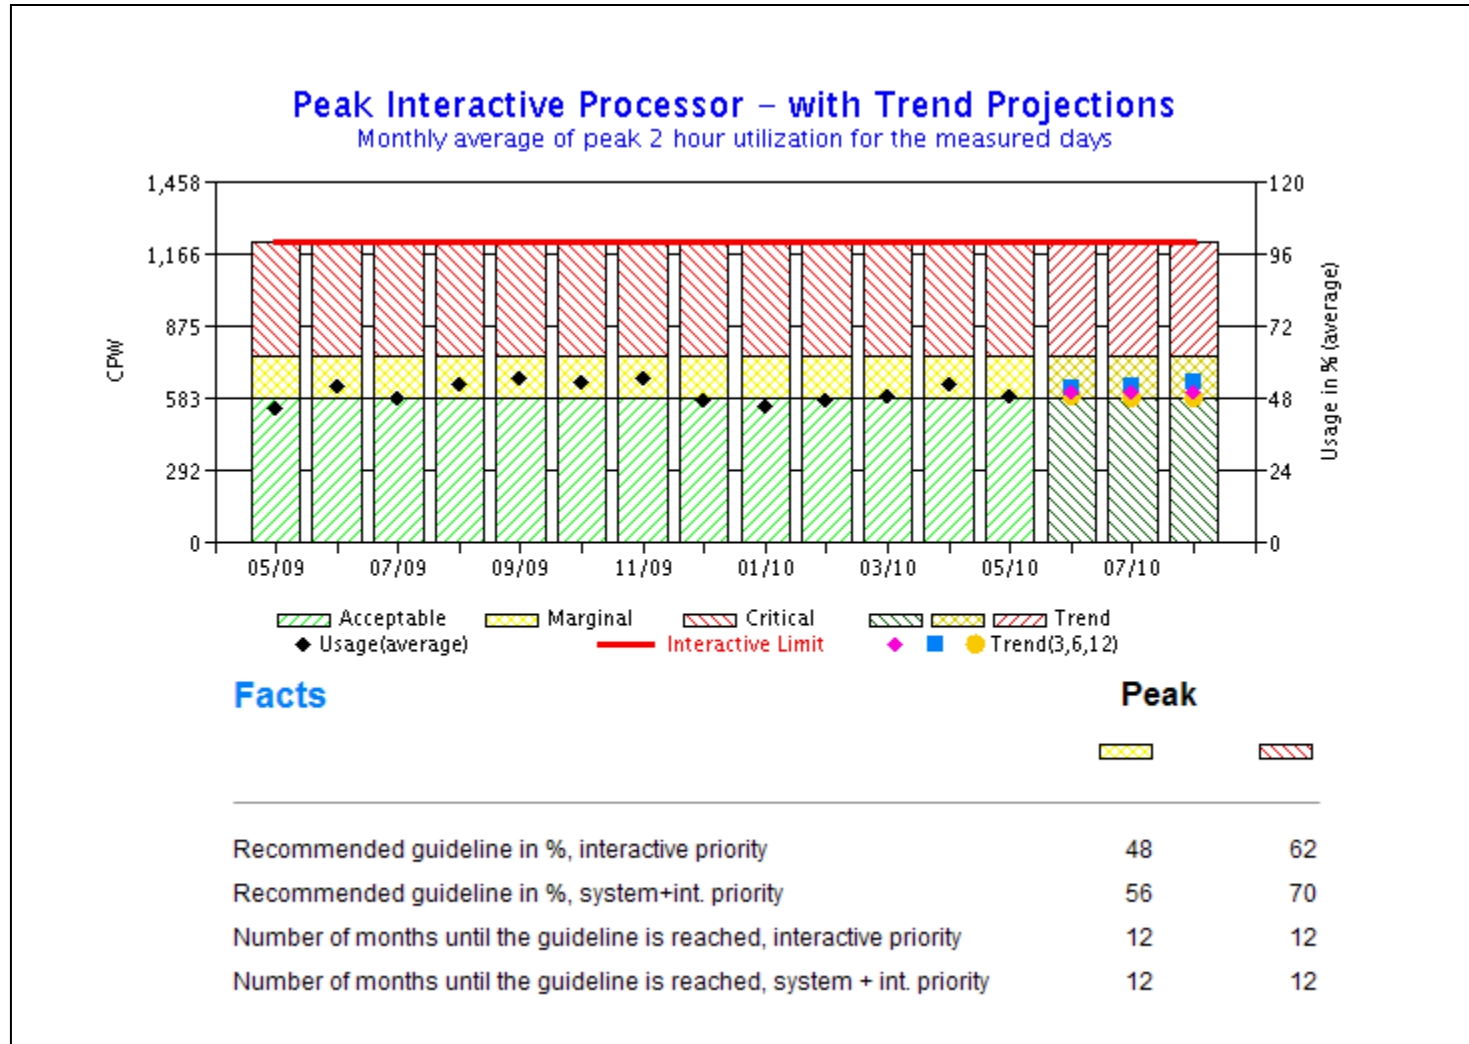 Peak Interactive Processor – with Trend Projections
Monthly average of peak 2 hour utilization for the measured days
1,458
1,166
875
583
292
0
CPW
120
96
72
48
24
0
Usage in % (average)
05/09 07/09 09/09 11/09 01/10 03/10 05/10 07/10
Acceptable Marginal Critical Trend
Usage(average) Interactive Limit Trend(3,6,12)
Facts Peak
Recommended guideline in %, interactive priority 48 62
Recommended guideline in %, system+int. priority 56 70
Number of months until the guideline is reached, interactive priority 12 12
Number of months until the guideline is reached, system + int. priority 12 12